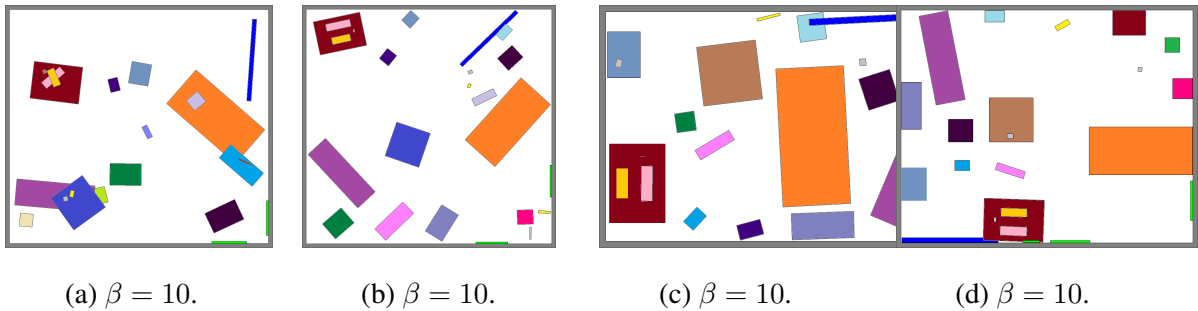 (a) β = 10. (b) β = 10. (c) β = 10. (d) β = 10.